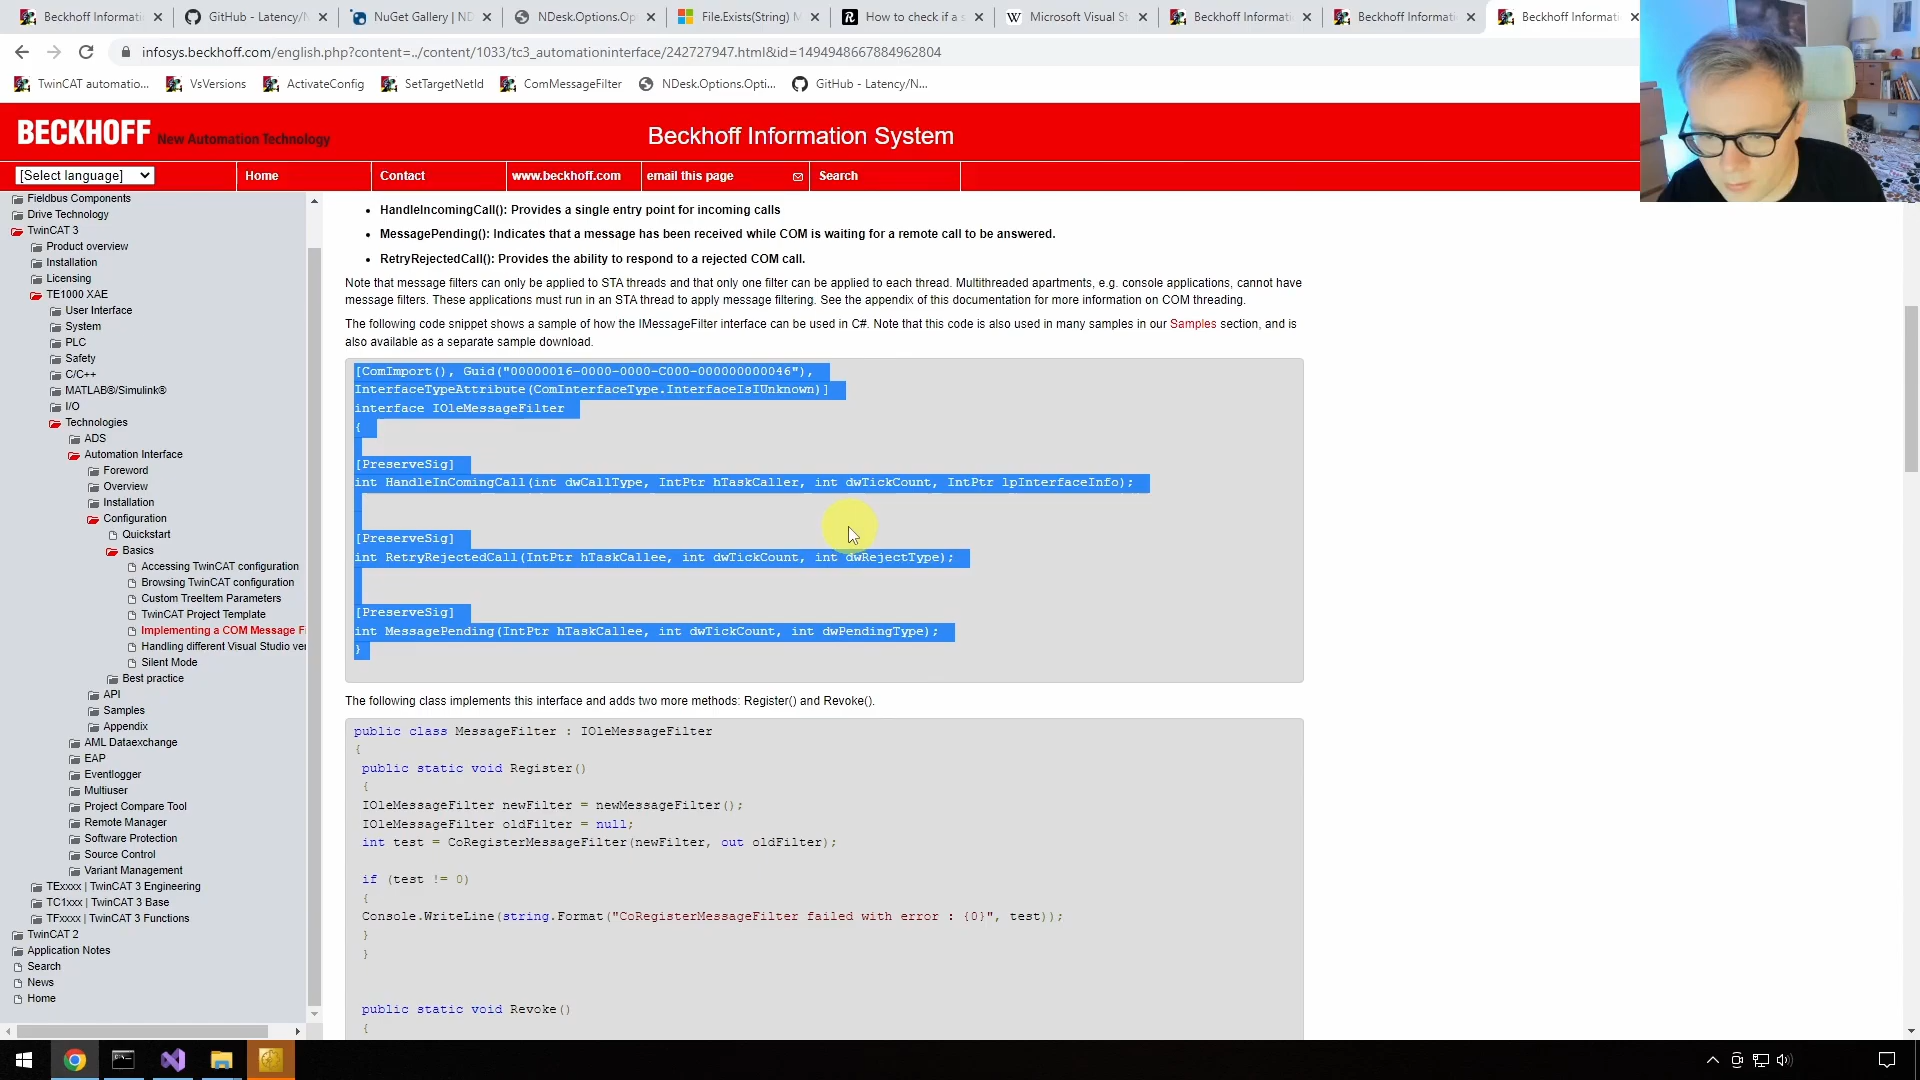 Beckhoff Informati
GitHub - Latency/N
NuGet Gallery | ND
NDesk.Options.Op
File.Exists(String) M
How to check if a s
Microsoft Visual St
Beckhoff Informati
Beckhoff Informati
Beckhoff Informati
infosys.beckhoff.com/english.php?content=../content/1033/tc3_automationinterface/242727947.html&id=1494948667884962804
TwinCAT automatio...
VsVersions
ActivateConfig
SetTargetNetId
ComMessageFilter
NDesk.Options.Opti...
GitHub - Latency/N...
BECKHOFF New Automation Technology
Beckhoff Information System
[Select language]
Home
Contact
www.beckhoff.com
email this page
Search
Fieldbus Components
Drive Technology
TwinCAT 3
Product overview
Installation
Licensing
TE1000 XAE
User Interface
System
PLC
Safety
C/C++
MATLAB®/Simulink®
I/O
Technologies
ADS
Automation Interface
Foreword
Overview
Installation
Configuration
Quickstart
Basics
Accessing TwinCAT configuration
Browsing TwinCAT configuration
Custom TreeItem Parameters
TwinCAT Project Template
Implementing a COM Message F
Handling different Visual Studio ver
Silent Mode
Best practice
API
Samples
Appendix
AML Dataexchange
EAP
Eventlogger
Multiuser
Project Compare Tool
Remote Manager
Software Protection
Source Control
Variant Management
TExxxx | TwinCAT 3 Engineering
TC1xxx | TwinCAT 3 Base
TFxxxx | TwinCAT 3 Functions
TwinCAT 2
Application Notes
Search
News
Home
• HandleIncomingCall(): Provides a single entry point for incoming calls
• MessagePending(): Indicates that a message has been received while COM is waiting for a remote call to be answered.
• RetryRejectedCall(): Provides the ability to respond to a rejected COM call.
Note that message filters can only be applied to STA threads and that only one filter can be applied to each thread. Multithreaded apartments, e.g. console applications, cannot have
message filters. These applications must run in an STA thread to apply message filtering. See the appendix of this documentation for more information on COM threading.
The following code snippet shows a sample of how the IMessageFilter interface can be used in C#. Note that this code is also used in many samples in our Samples section, and is
also available as a separate sample download.
[ComImport(), Guid("00000016-0000-0000-C000-000000000046"),
InterfaceTypeAttribute(ComInterfaceType.InterfaceIsIUnknown)]
interface IOleMessageFilter
{
[PreserveSig]
int HandleInComingCall(int dwCallType, IntPtr hTaskCaller, int dwTickCount, IntPtr lpInterfaceInfo);
[PreserveSig]
int RetryRejectedCall(IntPtr hTaskCallee, int dwTickCount, int dwRejectType);
[PreserveSig]
int MessagePending(IntPtr hTaskCallee, int dwTickCount, int dwPendingType);
}
The following class implements this interface and adds two more methods: Register() and Revoke().
public class MessageFilter : IOleMessageFilter
{
public static void Register()
{
IOleMessageFilter newFilter = newMessageFilter();
IOleMessageFilter oldFilter = null;
int test = CoRegisterMessageFilter(newFilter, out oldFilter);
if (test != 0)
{
Console.WriteLine(string.Format("CoRegisterMessageFilter failed with error : {0}", test));
}
}
public static void Revoke()
{